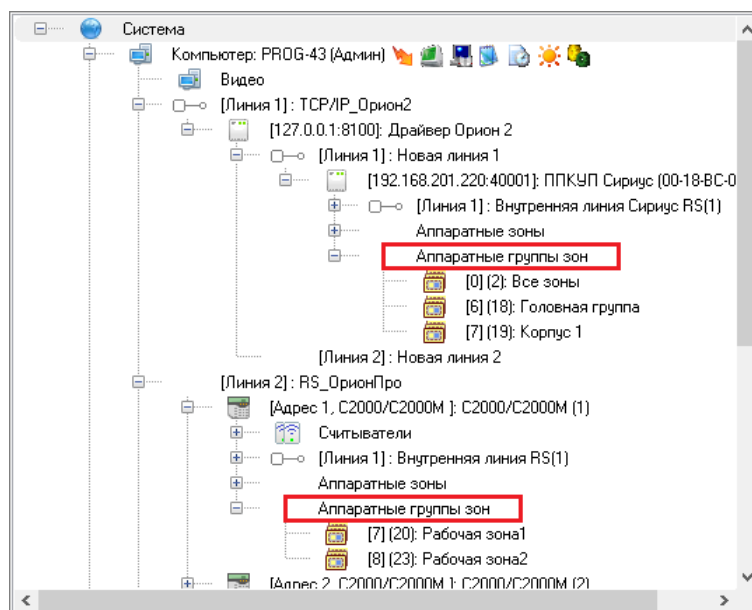 Система
Компьютер: PROG-43 (Админ)
Видео
[Линия 1] : TCP/IP_Орион2
[127.0.0.1:8100]: Драйвер Орион 2
[Линия 1] : Новая линия 1
[192.168.201.220:40001]: ППКУП Сириус (00-18-BC-0
[Линия 1] : Внутренняя линия Сириус RS(1)
Аппаратные зоны
Аппаратные группы зон
[0] (2): Все зоны
[6] (18): Головная группа
[7] (19): Корпус 1
[Линия 2] : Новая линия 2
[Линия 2] : RS_ОрионПро
[Адрес 1, С2000/С2000М ]: С2000/С2000М (1)
Считыватели
[Линия 1] : Внутренняя линия RS(1)
Аппаратные зоны
Аппаратные группы зон
[7] (20): Рабочая зона1
[8] (23): Рабочая зона2
[Адрес 2, С2000/С2000М ]: С2000/С2000М (2)